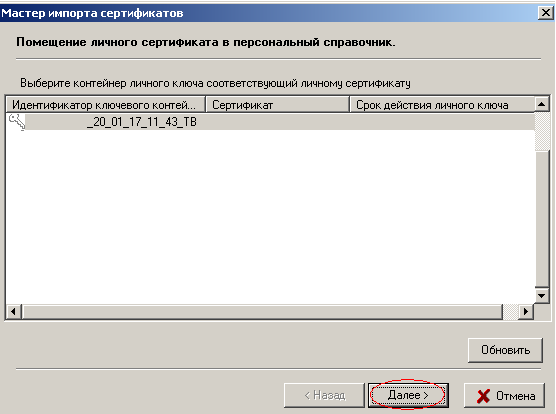 Мастер импорта сертификатов
Помещение личного сертификата в персональный справочник.
Выберите контейнер личного ключа соответствующий личному сертификату
Идентификатор ключевого контей... Сертификат Срок действия личного ключа
_20_01_17_11_43_ТВ
Обновить
< Назад Далее > Отмена